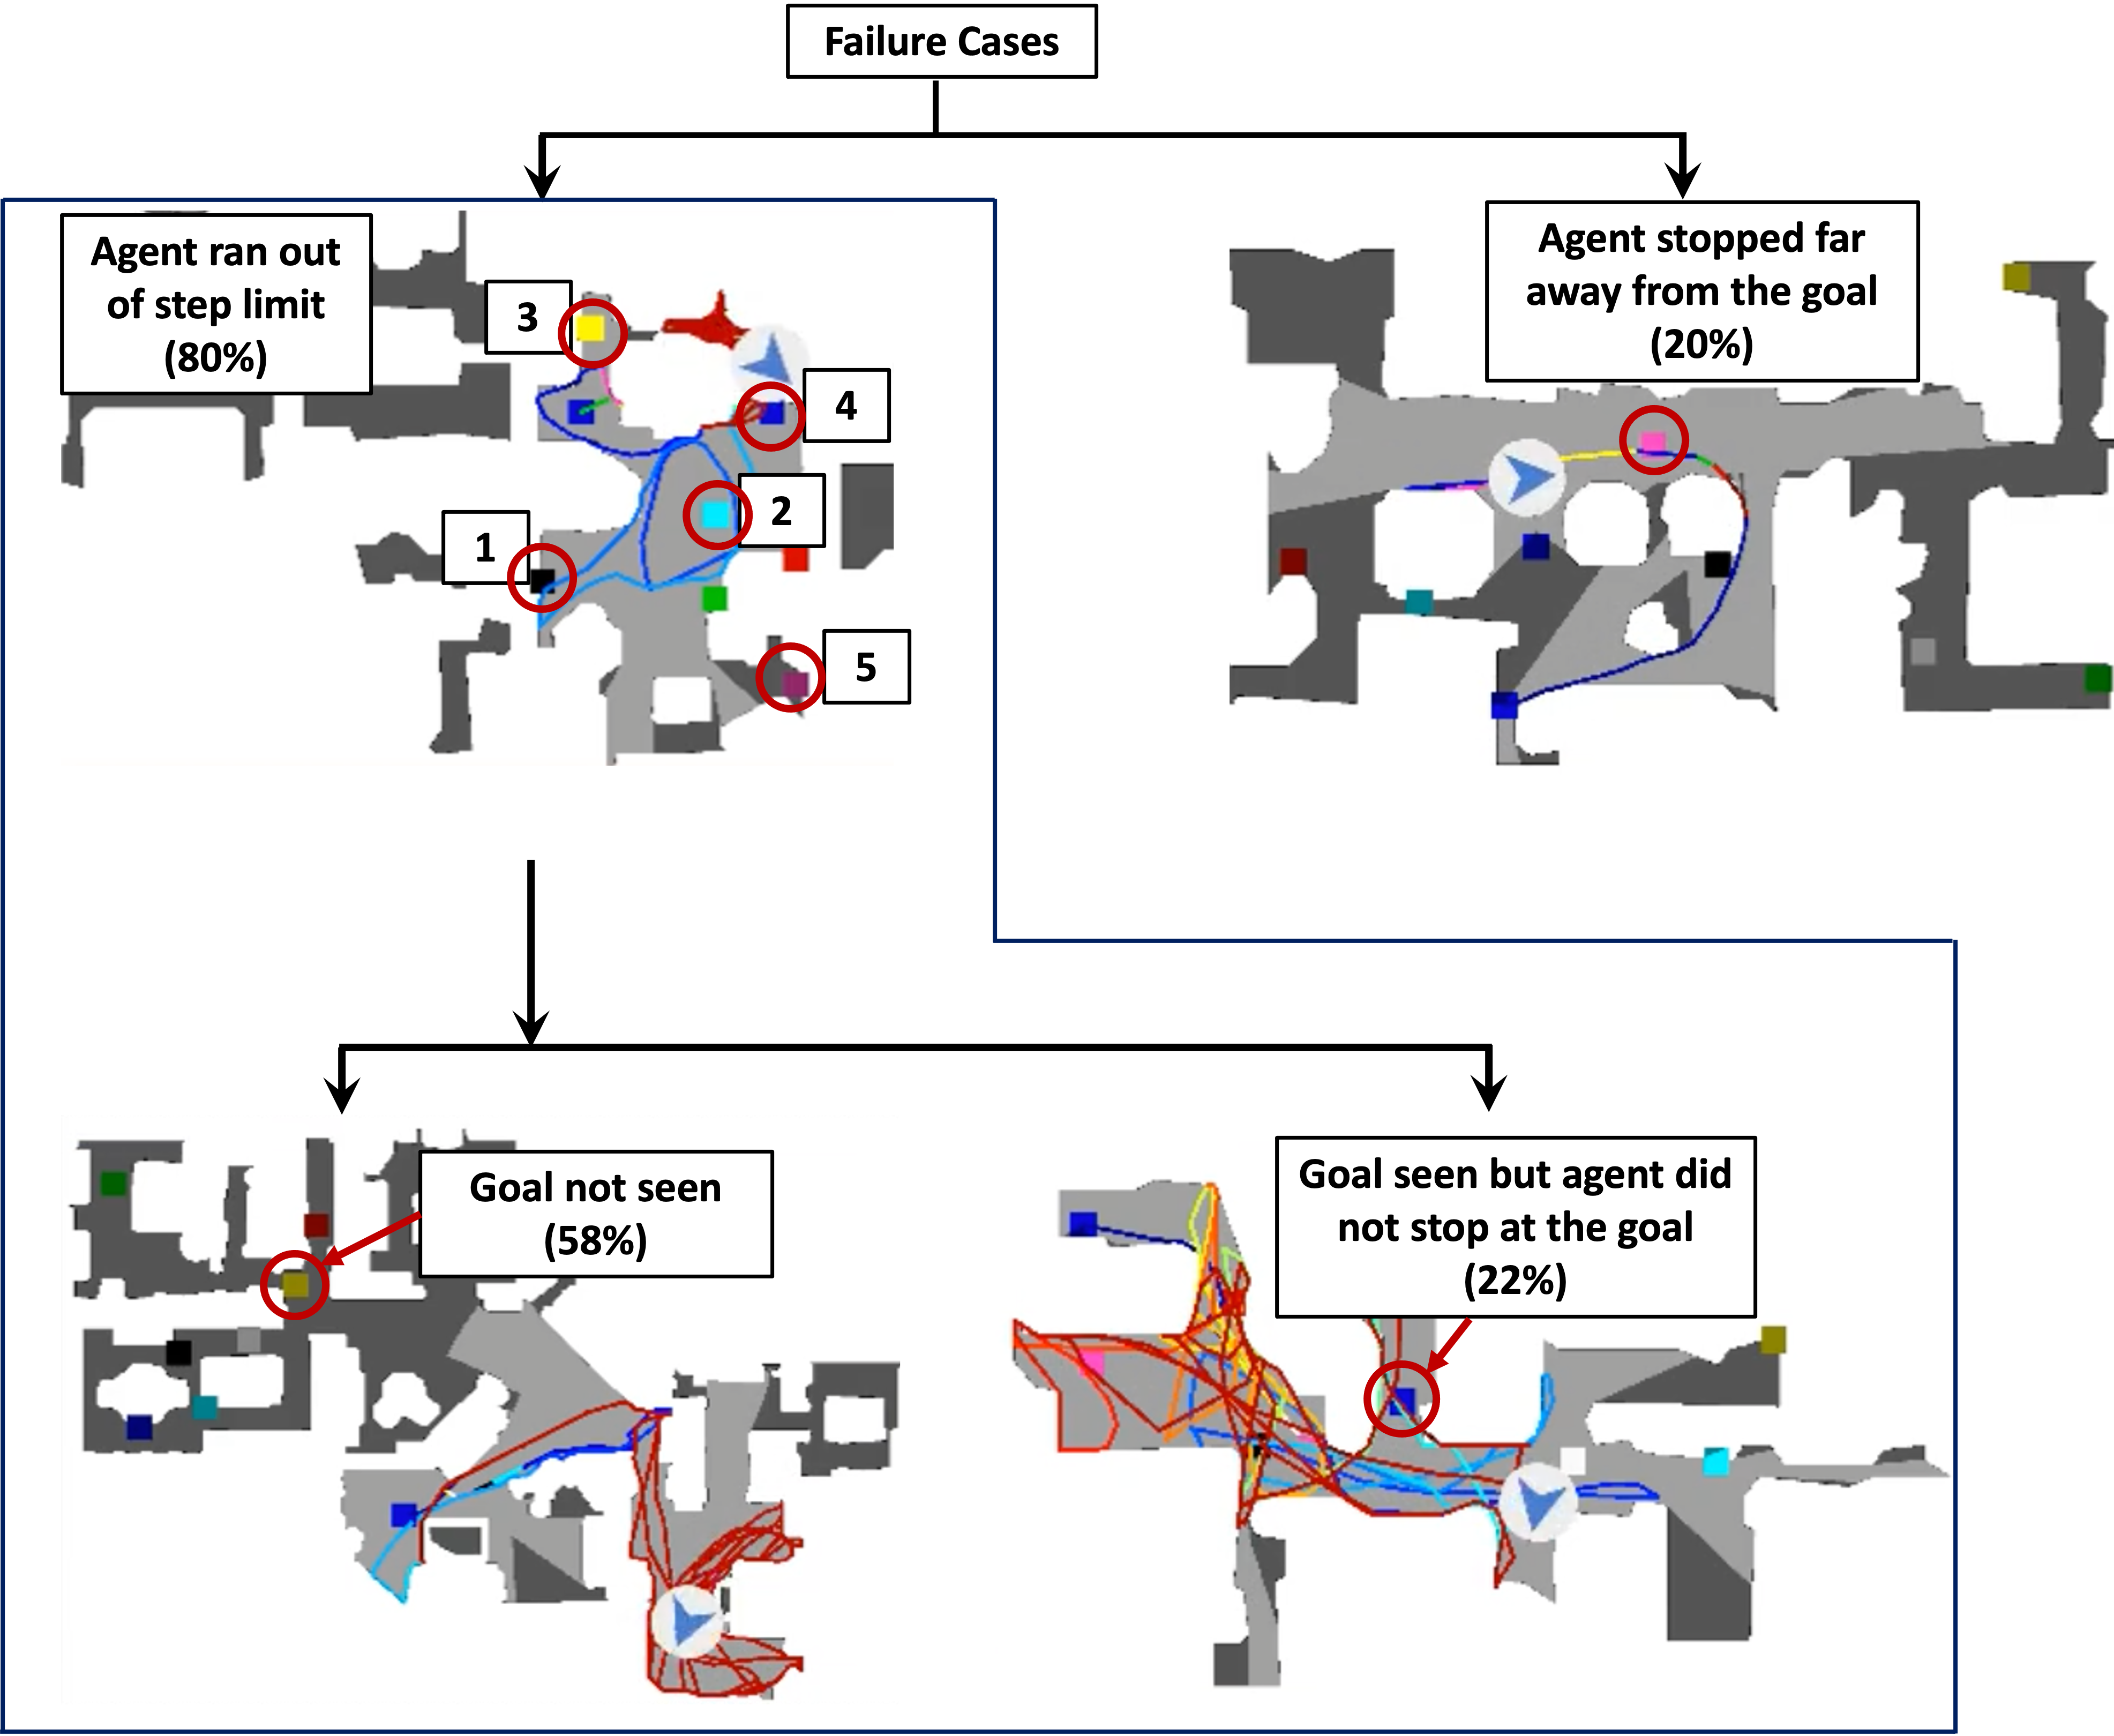 Failure Cases
Agent ran out
of step limit
(80%)
Agent stopped far
away from the goal
(20%)
3
4
2
1
5
Goal not seen
(58%)
Goal seen but agent did
not stop at the goal
(22%)